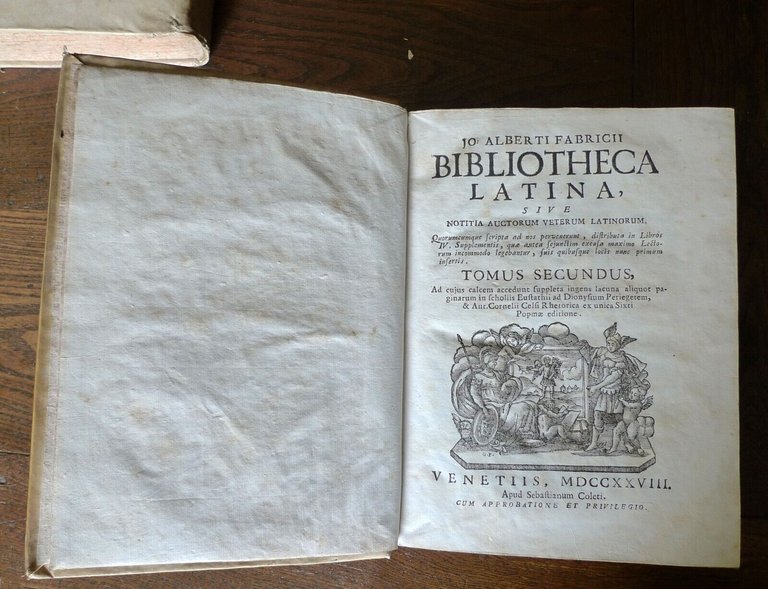 JO: ALBERTI FABRICII
BIBLIOTHECA
LATINA,
SIVE
NOTITIA AUCTORUM VETERUM LATINORUM,
Quorumcumque scripta ad nos pervenerunt, distributa in Libros
IV. Supplementis, quæ antea sejunctim excusa maximo Lecto-
rum incommodo legebantur, suis quibusque locis nunc primum
insertis.
TOMUS SECUNDUS,
Ad cujus calcem accedunt suppleta ingens lacuna aliquot pa-
ginarum in scholiis Eustathii ad Dionysium Periegetem,
& Aur. Cornelii Celsi Rhetorica ex unica Sixti
Popmæ editione.
VENETIIS, MDCCXXVIII.
Apud Sebastianum Coleti.
CUM APPROBATIONE ET PRIVILEGIO.